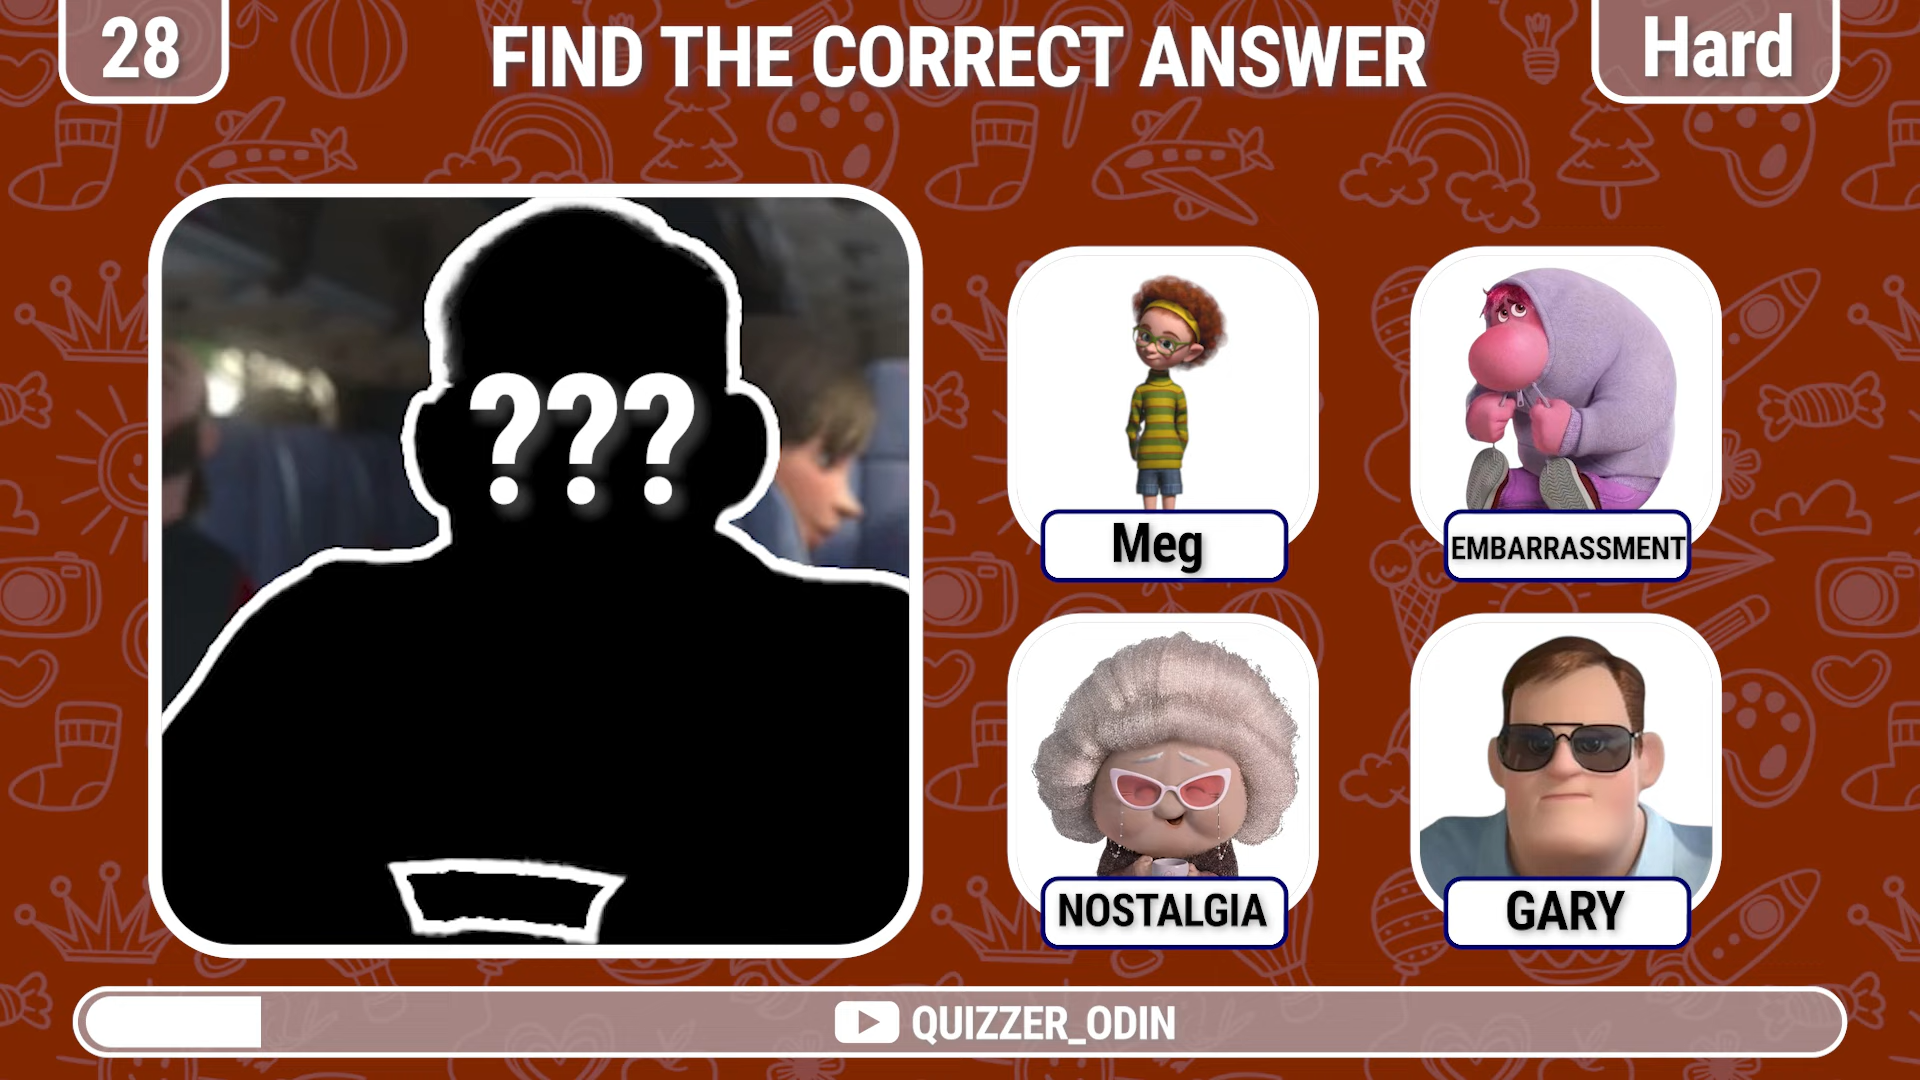 28
FIND THE CORRECT ANSWER
Hard
???
Meg
EMBARRASSMENT
NOSTALGIA
GARY
QUIZZER_ODIN